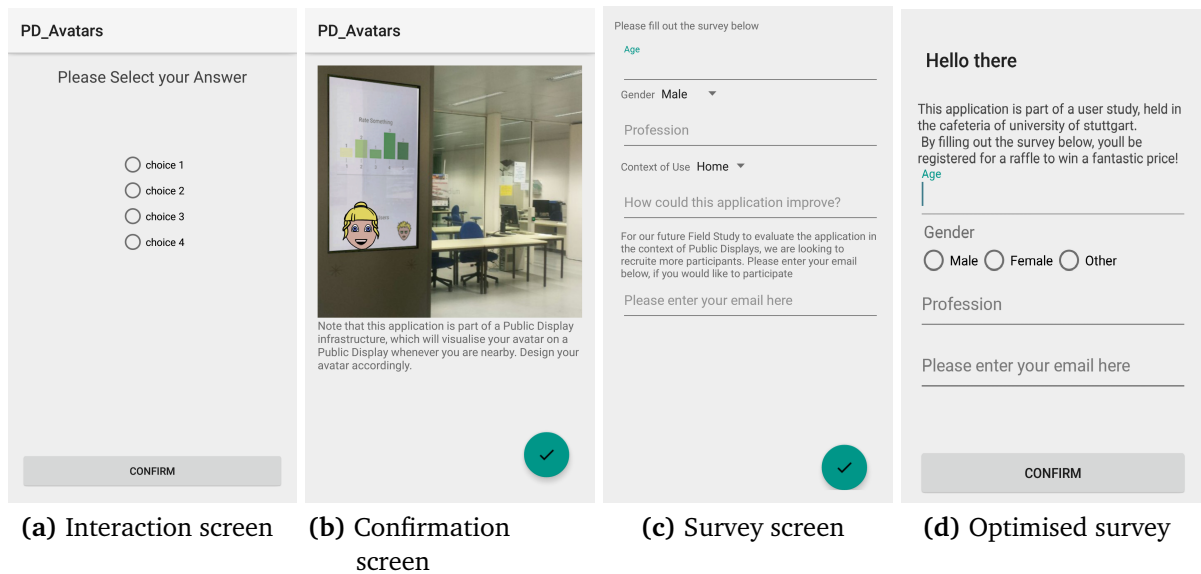 PD_Avatars
Please Select your Answer
choice 1
choice 2
choice 3
choice 4
CONFIRM
(a) Interaction screen
PD_Avatars
Rate Something
Note that this application is part of a Public Display
infrastructure, which will visualise your avatar on a
Public Display whenever you are nearby. Design your
avatar accordingly.
(b) Confirmation
screen
Please fill out the survey below
Age
Gender Male
Profession
Context of Use Home
How could this application improve?
For our future Field Study to evaluate the application in
the context of Public Displays, we are looking to
recruite more participants. Please enter your email
below, if you would like to participate
Please enter your email here
(c) Survey screen
Hello there
This application is part of a user study, held in
the cafeteria of university of stuttgart.
By filling out the survey below, youll be
registered for a raffle to win a fantastic price!
Age
Gender
Male Female Other
Profession
Please enter your email here
CONFIRM
(d) Optimised survey